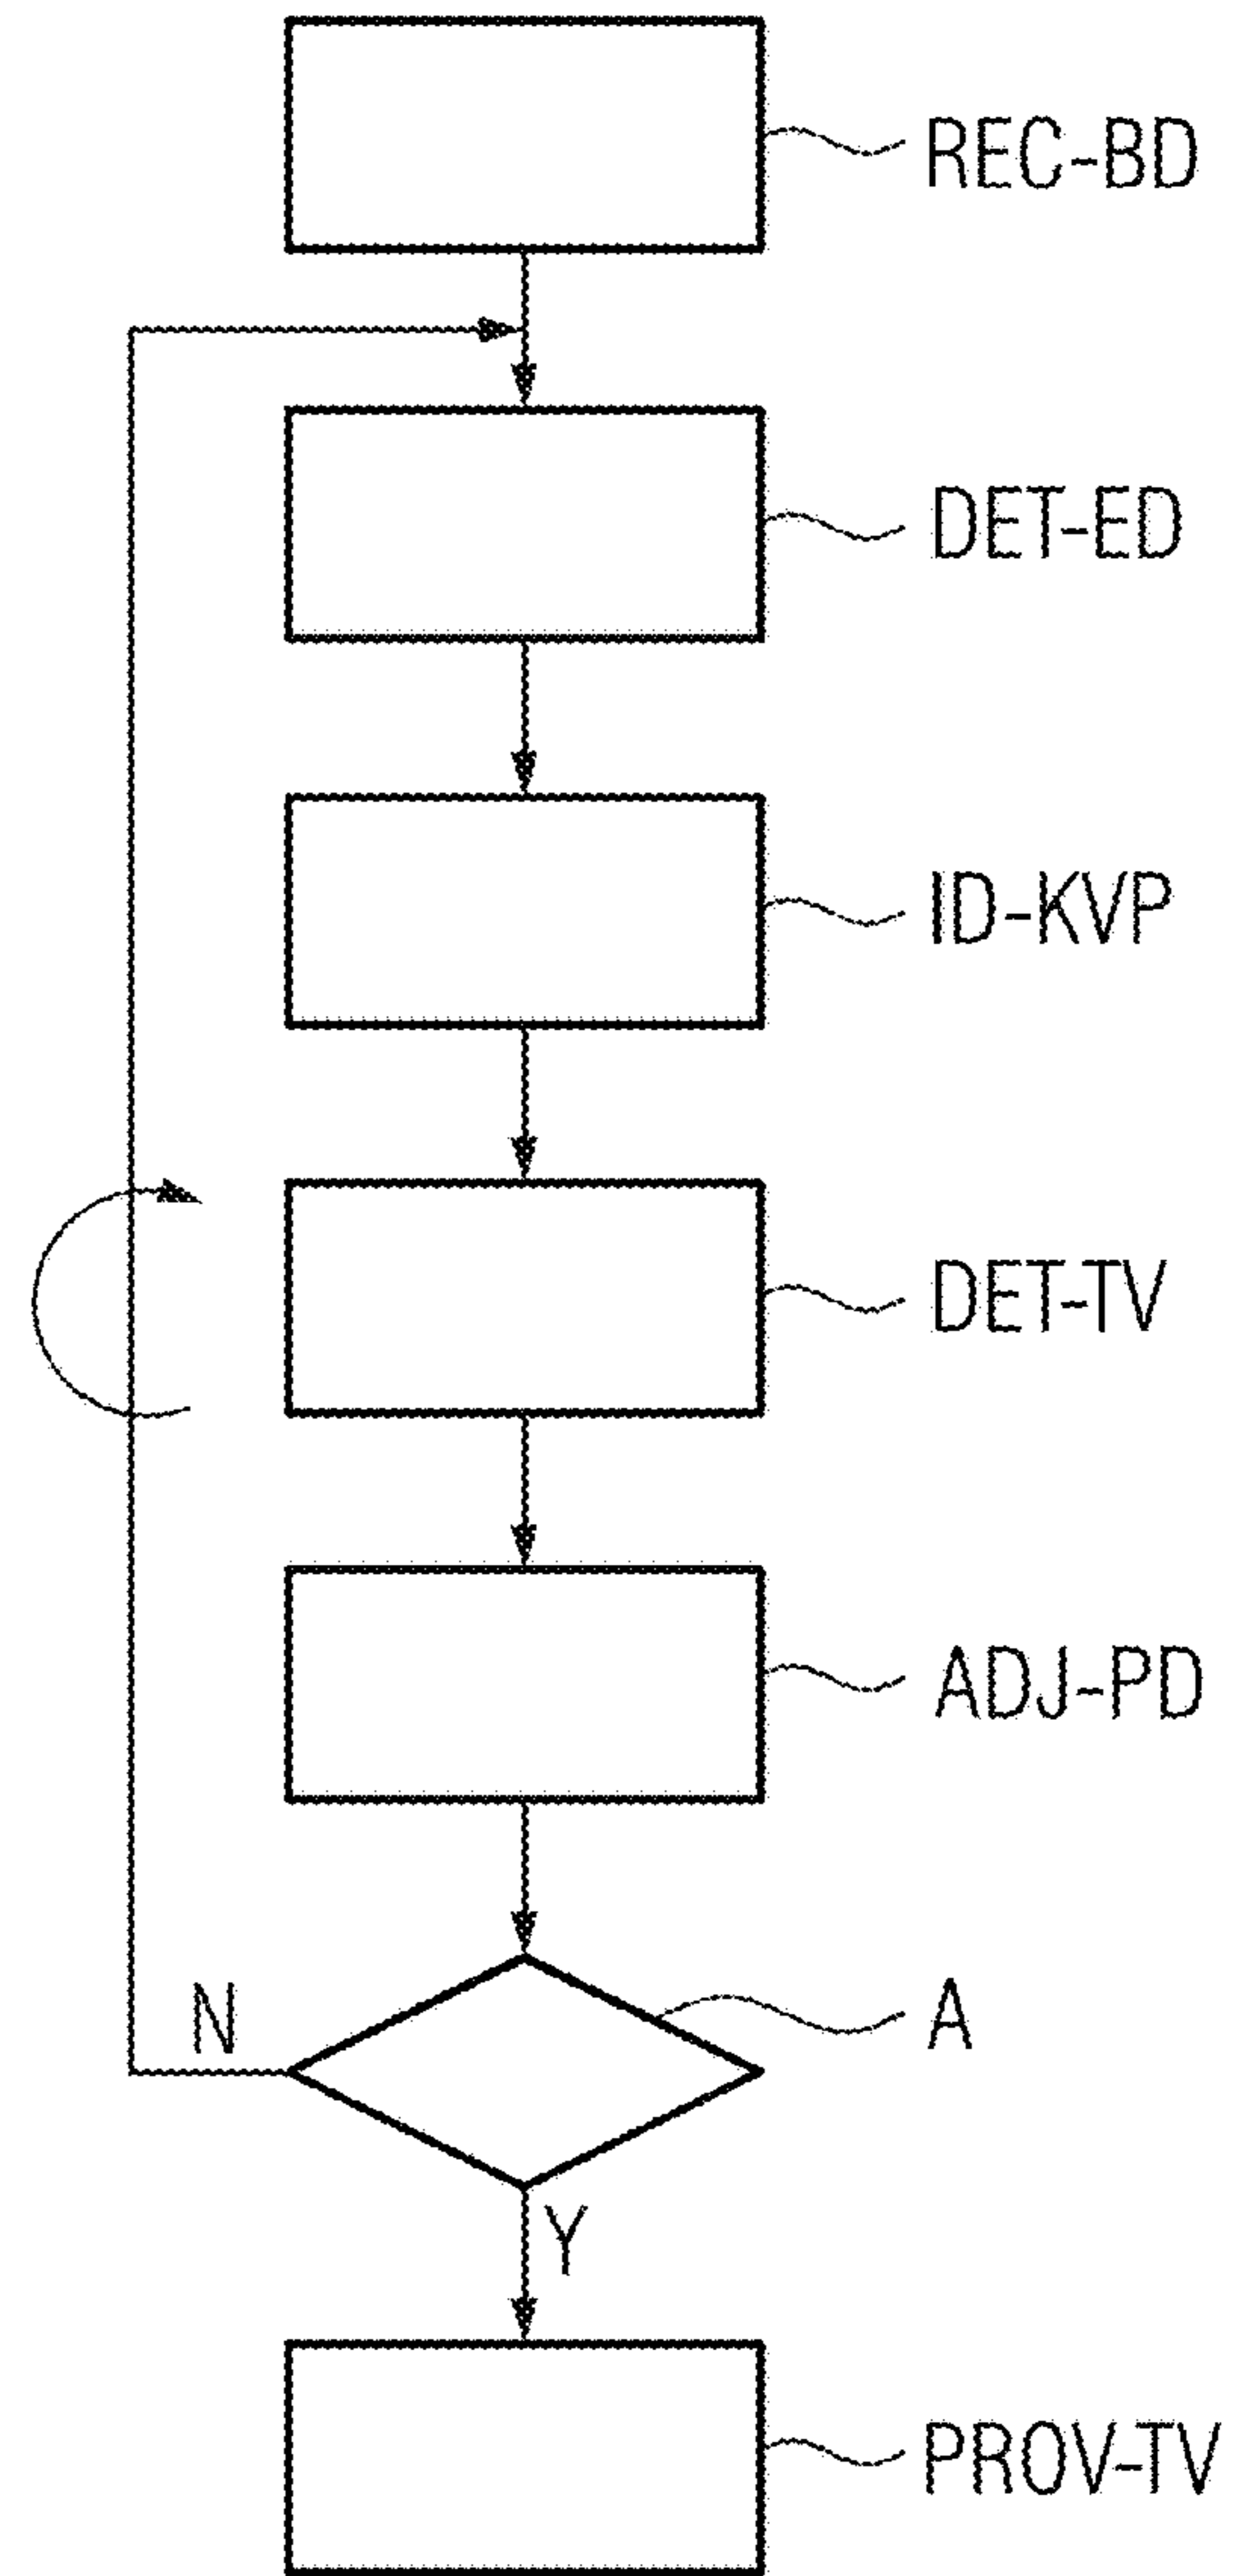 REC-BD
DET-ED
ID-KVP
DET-TV
ADJ-PD
N
A
Y
PROV-TV